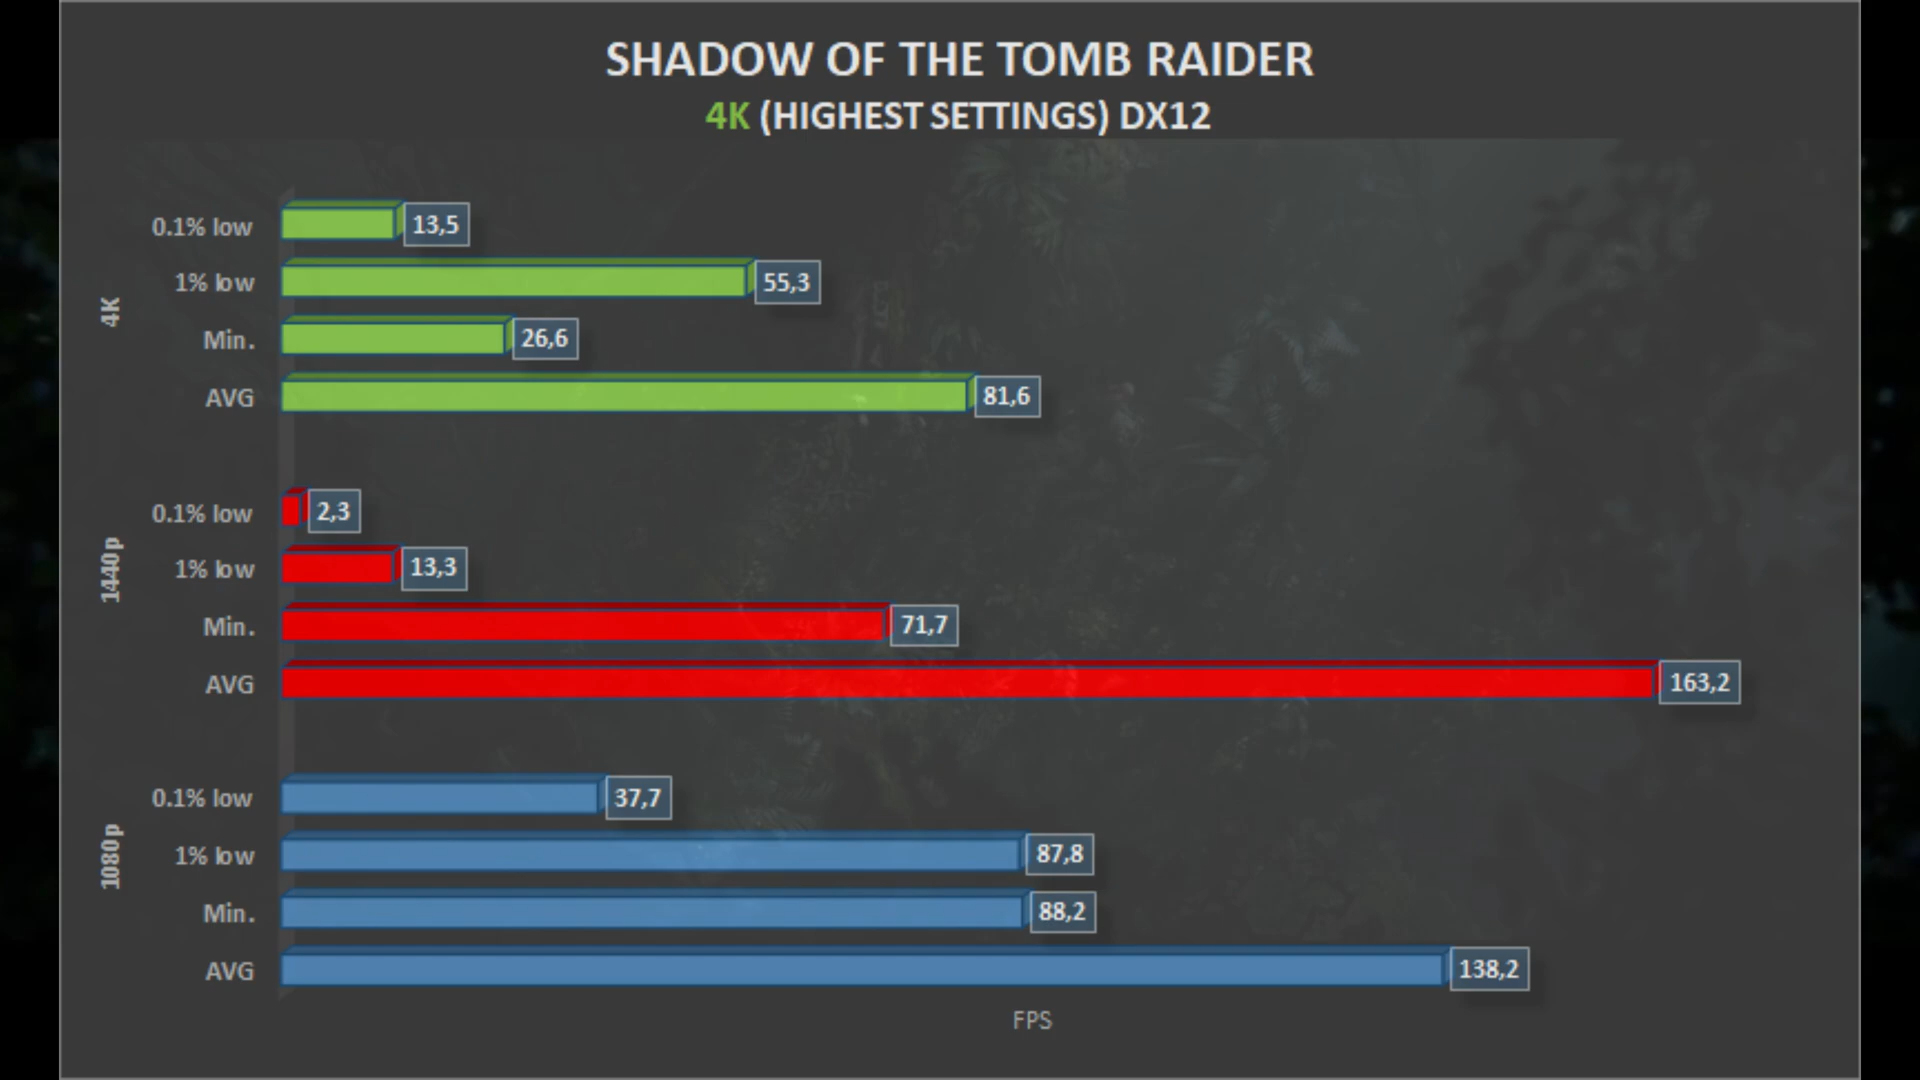 SHADOW OF THE TOMB RAIDER
4K (HIGHEST SETTINGS) DX12
4K
0.1% low 13,5
1% low 55,3
Min. 26,6
AVG 81,6
1440p
0.1% low 2,3
1% low 13,3
Min. 71,7
AVG 163,2
1080p
0.1% low 37,7
1% low 87,8
Min. 88,2
AVG 138,2
FPS